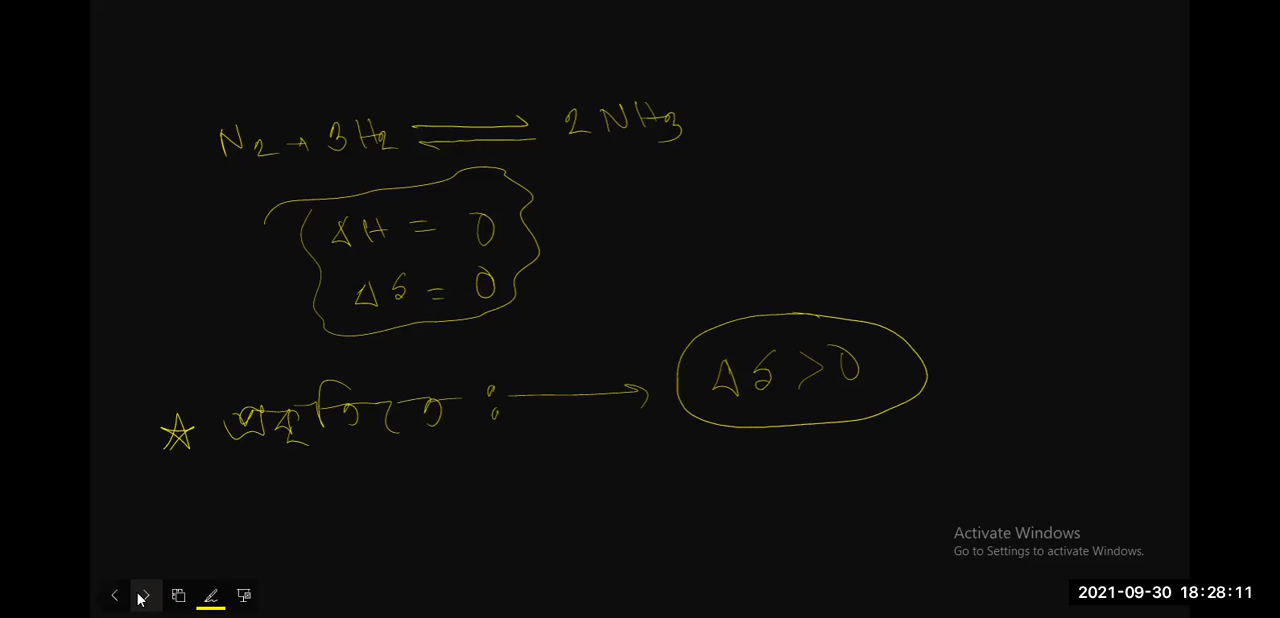 N2 + 3H2 ⇌ 2NH3
ΔH = 0
ΔS = 0
: → ΔS > 0
Activate Windows
Go to Settings to activate Windows.
2021-09-30 18:28:11